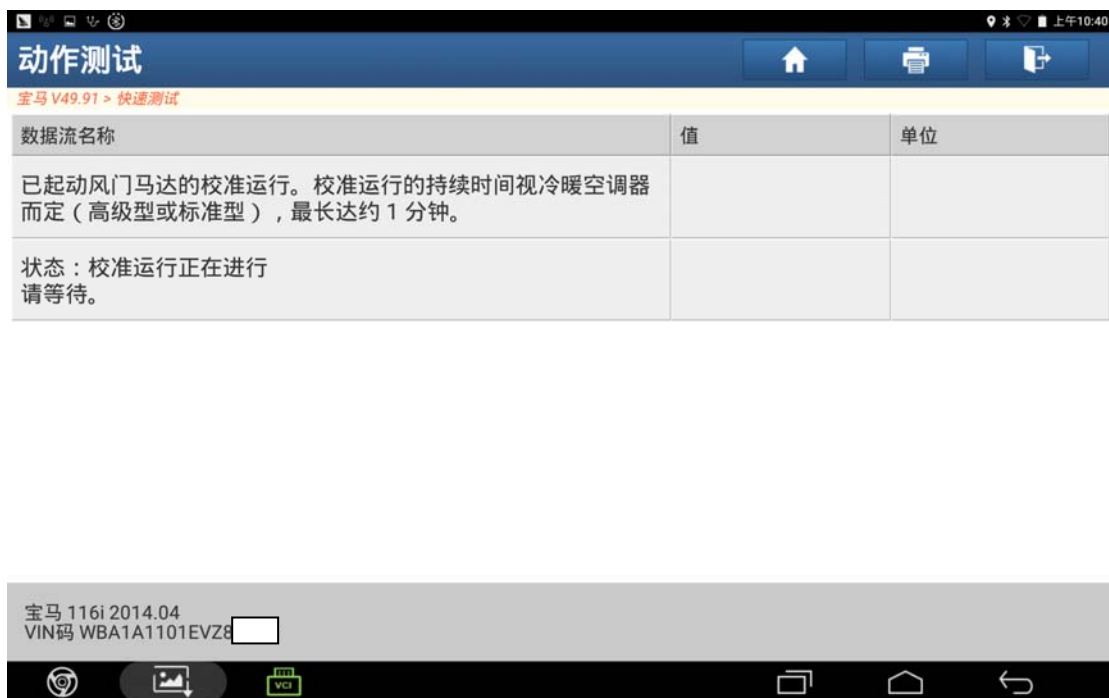 上午10:40
动作测试
宝马 V49.91 > 快速测试
数据流名称 值 单位
已起动风门马达的校准运行。校准运行的持续时间视冷暖空调器
而定（高级型或标准型），最长达约 1 分钟。
状态：校准运行正在进行
请等待。
宝马 116i 2014.04
VIN码 WBA1A1101EVZ8
VCI